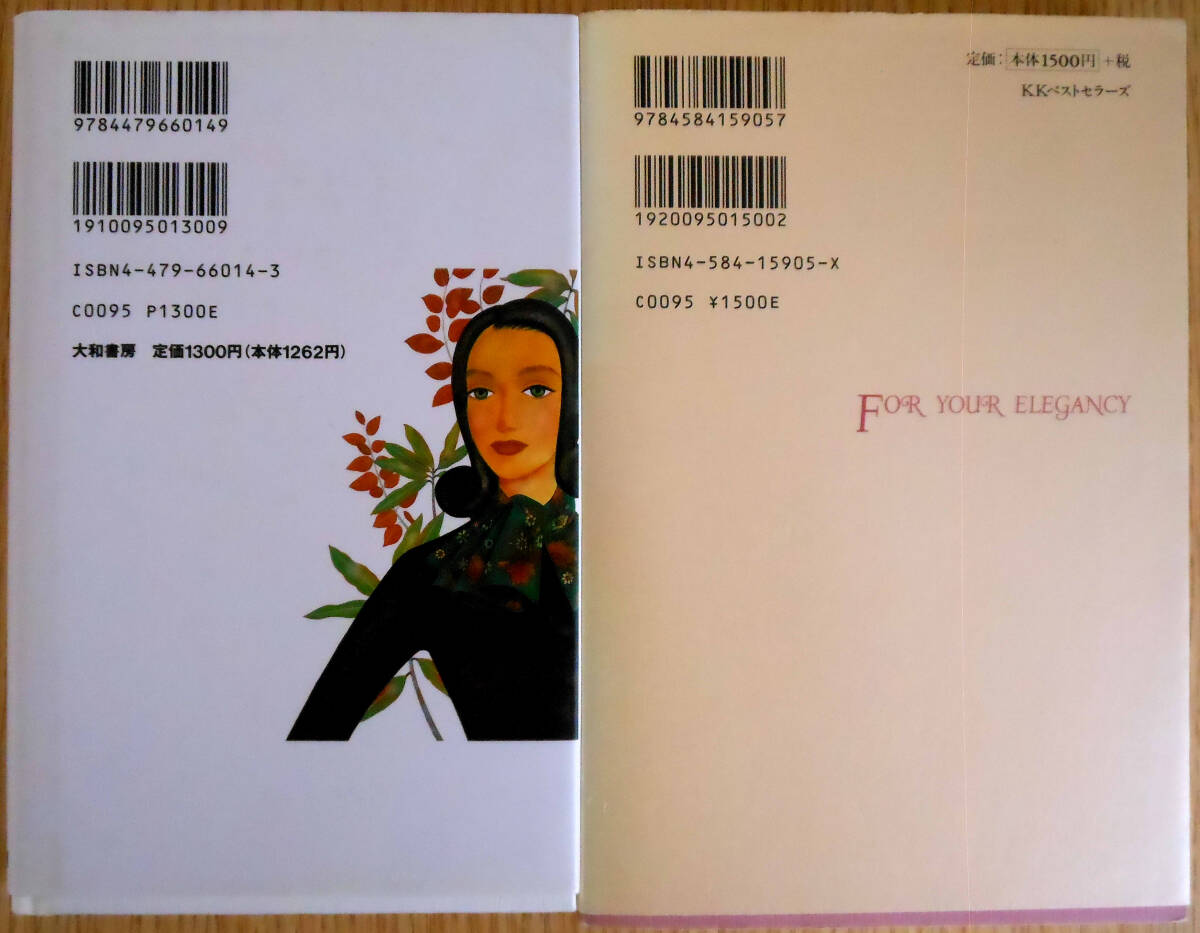 9784479660149
1910095013009
ISBN4-479-66014-3
C0095 P1300E
大和書房 定価1300円(本体1262円)
9784584159057
1920095015002
ISBN4-584-15905-X
C0095 ¥1500E
定価:本体1500円+税
KKベストセラーズ
FOR YOUR ELEGANCY